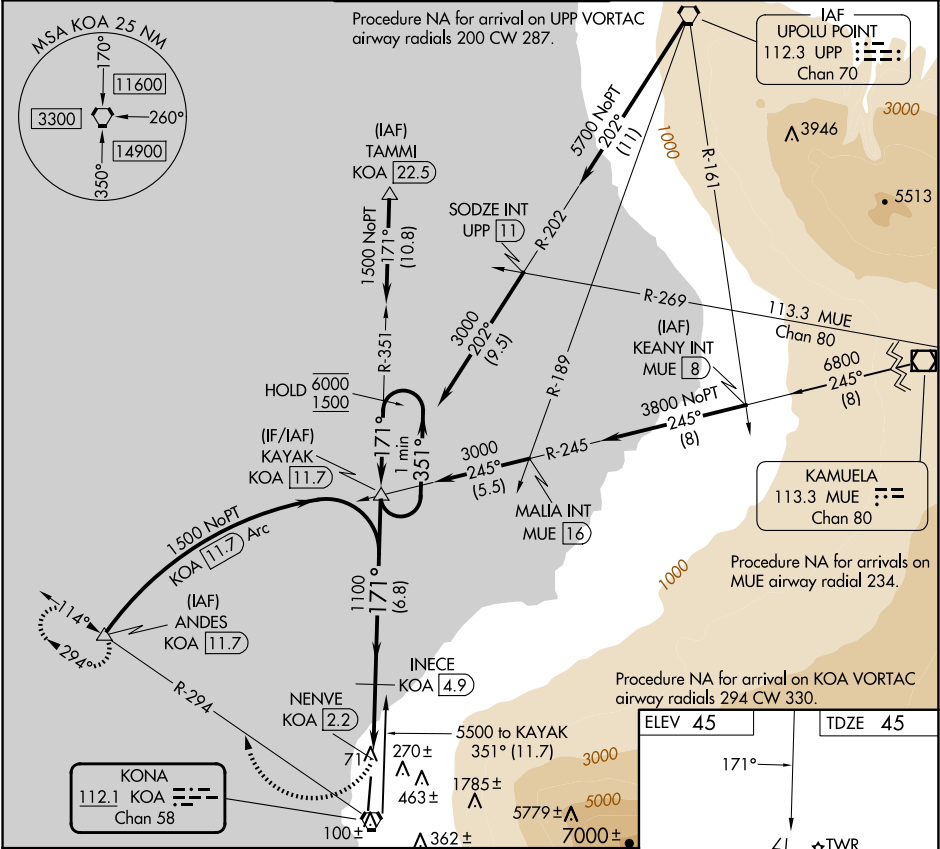 MSA KOA 25 NM
170°
11600
3300
260°
14900
350°
Procedure NA for arrival on UPP VORTAC
airway radials 200 CW 287.
IAF
UPOLU POINT
112.3 UPP
Chan 70
3000
1000
3946
5513
5700 NoPT
202°
(11)
R-161
(IAF)
TAMMI
KOA 22.5
1500 NoPT
171°
(10.8)
SODZE INT
UPP 11
R-202
R-269
113.3 MUE
Chan 80
R-351
3000
202°
(9.5)
R-189
(IAF)
KEANY INT
MUE 8
6800
245°
(8)
HOLD 6000
1500
3800 NoPT
245°
(8)
171°
1 min
351°
(IF/IAF)
KAYAK
KOA 11.7
3000
245°
(5.5)
R-245
MALIA INT
MUE 16
KAMUELA
113.3 MUE
Chan 80
1500 NoPT
KOA 11.7 Arc
Procedure NA for arrivals on
MUE airway radial 234.
1000
1100
171°
(6.8)
114°
294°
(IAF)
ANDES
KOA 11.7
R-294
INECE
KOA 4.9
NENVE
KOA 2.2
Procedure NA for arrival on KOA VORTAC
airway radials 294 CW 330.
5500 to KAYAK
351° (11.7)
71
270±
463±
1785±
3000
5000
5779±
7000±
KONA
112.1 KOA
Chan 58
100±
362±
ELEV 45
TDZE 45
171°
TWR